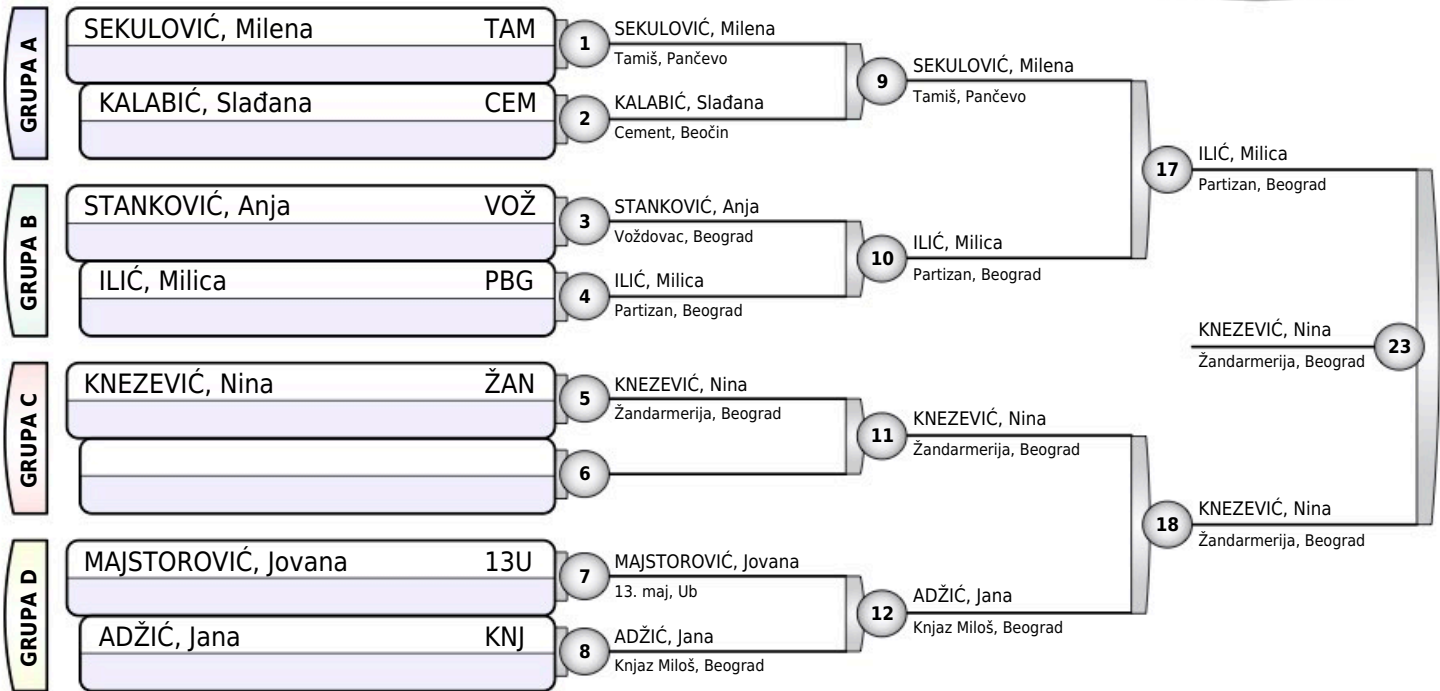 GRUPA A
SEKULOVIĆ, Milena TAM
KALABIĆ, Slađana CEM
GRUPA B
STANKOVIĆ, Anja VOŽ
ILIĆ, Milica PBG
GRUPA C
KNEZEVIĆ, Nina ŽAN
GRUPA D
MAJSTOROVIĆ, Jovana 13U
ADŽIĆ, Jana KNJ
1
SEKULOVIĆ, Milena
Tamiš, Pančevo
2
KALABIĆ, Slađana
Cement, Beočin
3
STANKOVIĆ, Anja
Voždovac, Beograd
4
ILIĆ, Milica
Partizan, Beograd
5
KNEZEVIĆ, Nina
Žandarmerija, Beograd
6
7
MAJSTOROVIĆ, Jovana
13. maj, Ub
8
ADŽIĆ, Jana
Knjaz Miloš, Beograd
9
SEKULOVIĆ, Milena
Tamiš, Pančevo
10
ILIĆ, Milica
Partizan, Beograd
11
KNEZEVIĆ, Nina
Žandarmerija, Beograd
12
ADŽIĆ, Jana
Knjaz Miloš, Beograd
17
ILIĆ, Milica
Partizan, Beograd
18
KNEZEVIĆ, Nina
Žandarmerija, Beograd
KNEZEVIĆ, Nina
Žandarmerija, Beograd
23